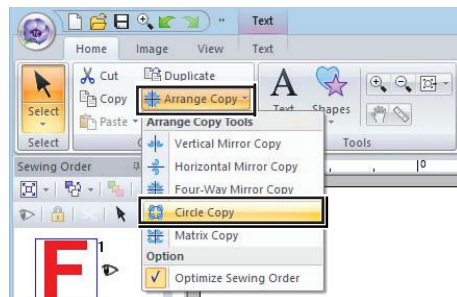 Text
Home Image View Text
Select
Cut
Copy
Paste
Duplicate
Arrange Copy
Text Shapes
Select Tools
Arrange Copy Tools
Vertical Mirror Copy
Horizontal Mirror Copy
Four-Way Mirror Copy
Circle Copy
Matrix Copy
Option
Optimize Sewing Order
Sewing Order
0
F 1